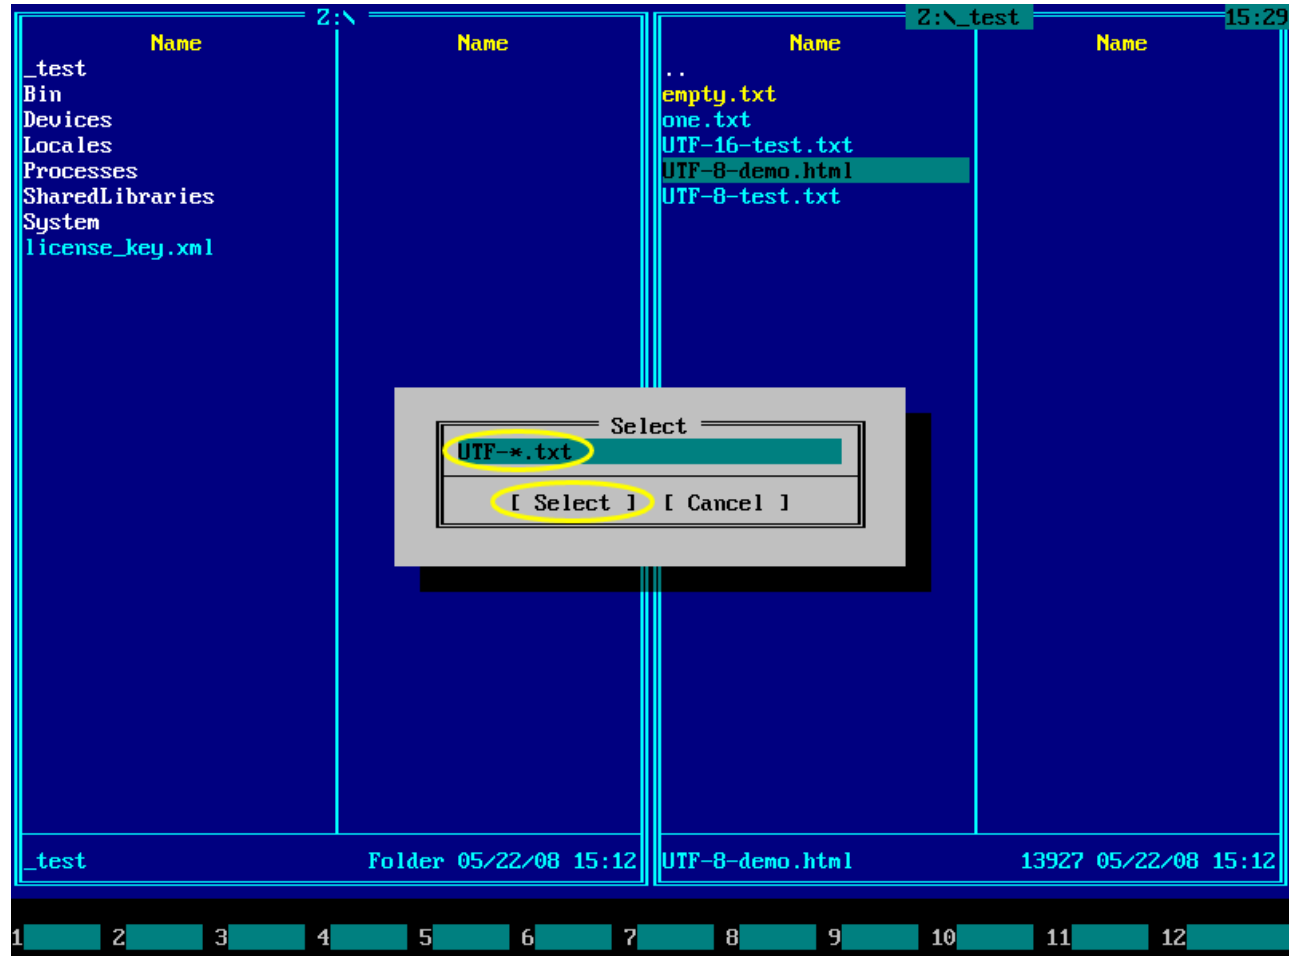 Z:\
Name Name
_test
Bin
Devices
Locales
Processes
SharedLibraries
System
license_key.xml
_test Folder 05/22/08 15:12
Z:\_test 15:29
Name Name
..
empty.txt
one.txt
UTF-16-test.txt
UTF-8-demo.html
UTF-8-test.txt
UTF-8-demo.html 13927 05/22/08 15:12
Select
UTF-*.txt
[ Select ] [ Cancel ]
1 2 3 4 5 6 7 8 9 10 11 12